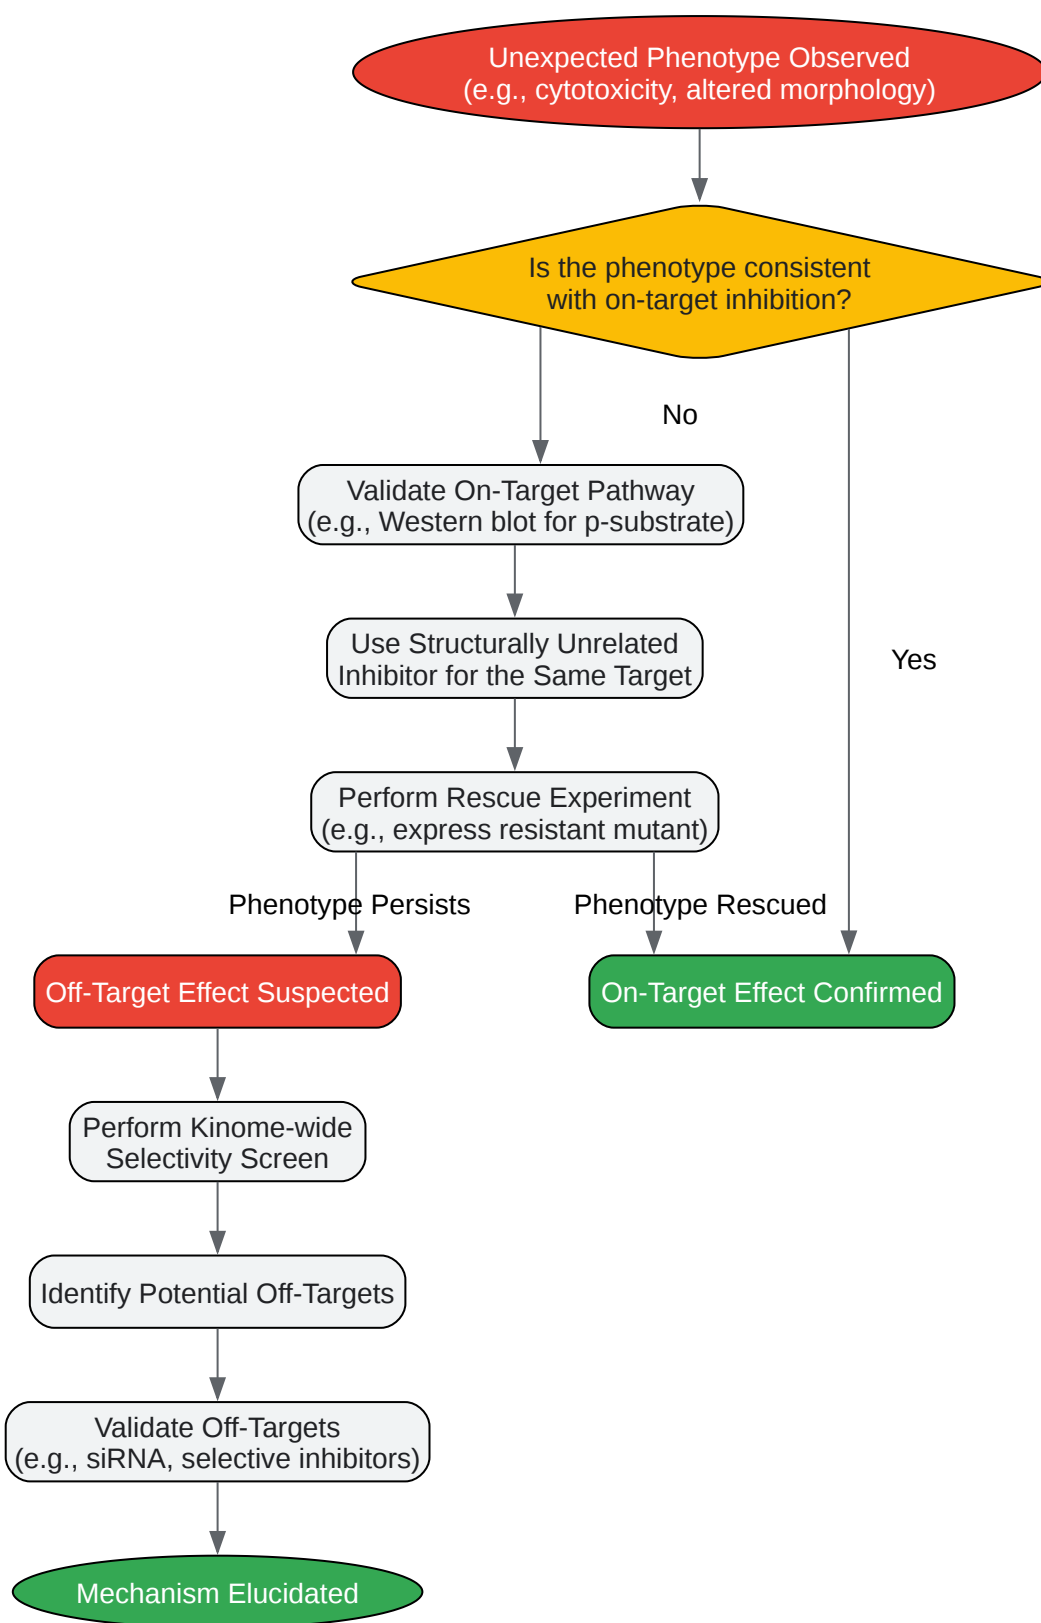 Unexpected Phenotype Observed
(e.g., cytotoxicity, altered morphology)
Is the phenotype consistent
with on-target inhibition?
No
Validate On-Target Pathway
(e.g., Western blot for p-substrate)
Use Structurally Unrelated
Inhibitor for the Same Target
Yes
Perform Rescue Experiment
(e.g., express resistant mutant)
Phenotype Persists
Phenotype Rescued
Off-Target Effect Suspected
On-Target Effect Confirmed
Perform Kinome-wide
Selectivity Screen
Identify Potential Off-Targets
Validate Off-Targets
(e.g., siRNA, selective inhibitors)
Mechanism Elucidated